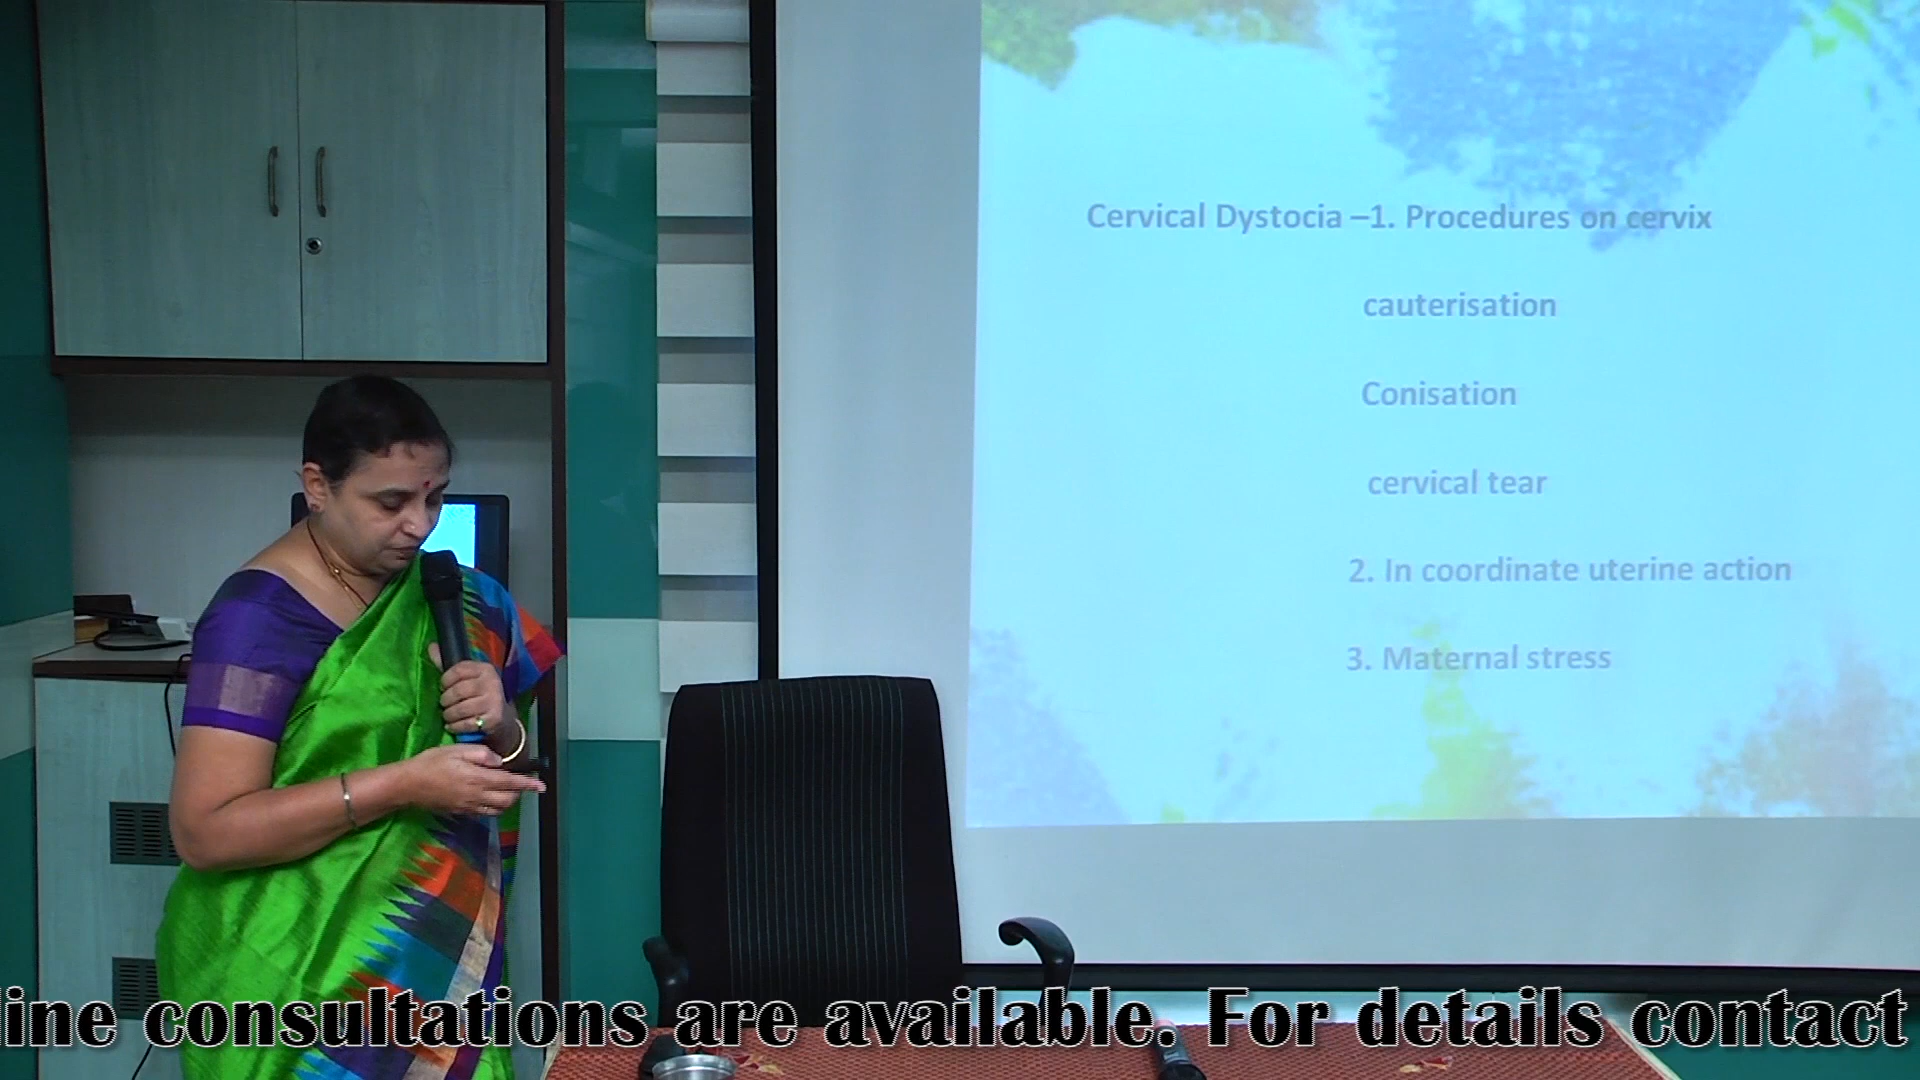 Cervical Dystocia –1. Procedures on cervix
cauterisation
Conisation
cervical tear
2. In coordinate uterine action
3. Maternal stress
line consultations are available. For details contact